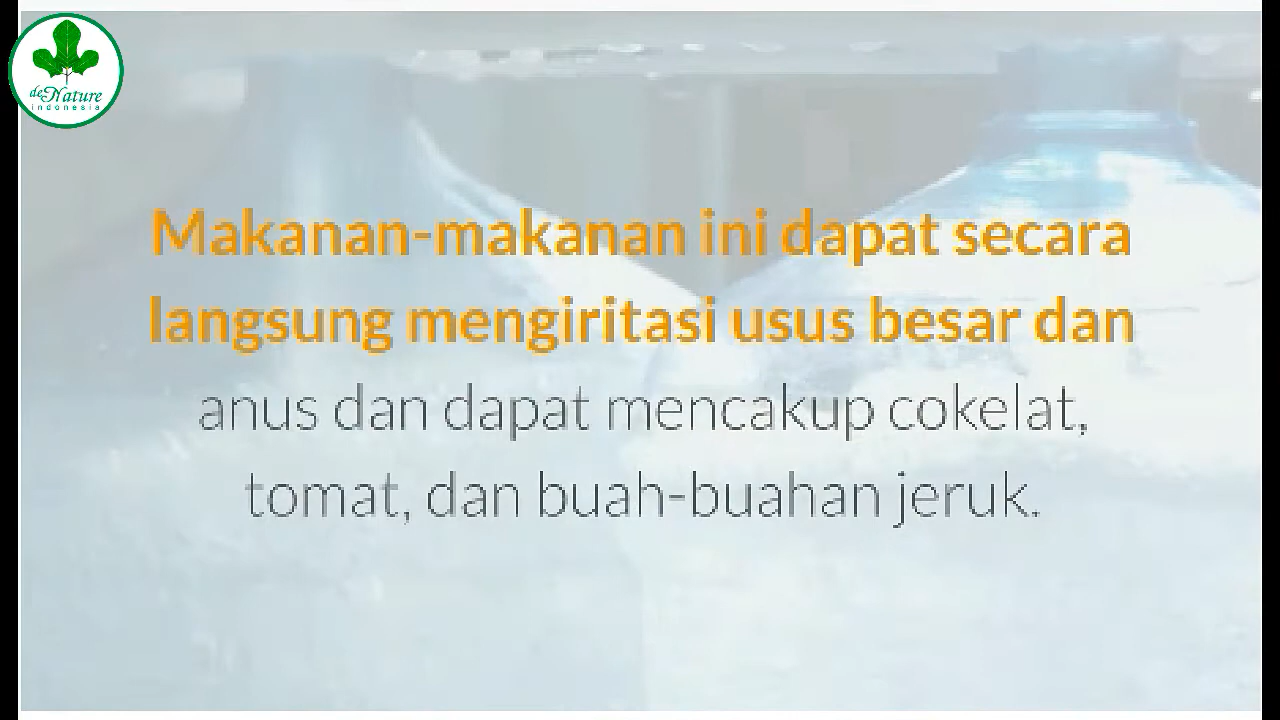 deNature
indonesia
Makanan-makanan ini dapat secara
langsung mengiritasi usus besar dan
anus dan dapat mencakup cokelat,
tomat, dan buah-buahan jeruk.